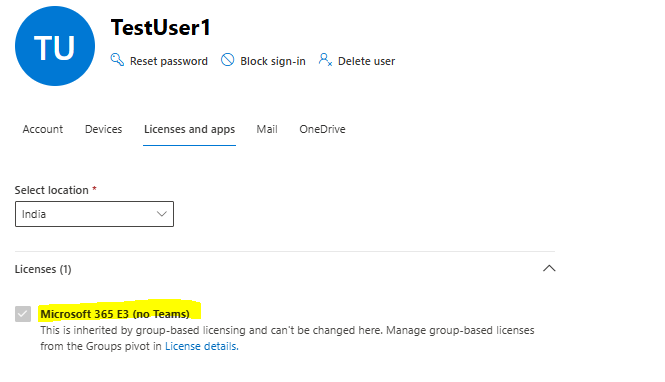 TU
TestUser1
Reset password Block sign-in Delete user
Account Devices Licenses and apps Mail OneDrive
Select location *
India
Licenses (1)
Microsoft 365 E3 (no Teams)
This is inherited by group-based licensing and can't be changed here. Manage group-based licenses
from the Groups pivot in License details.